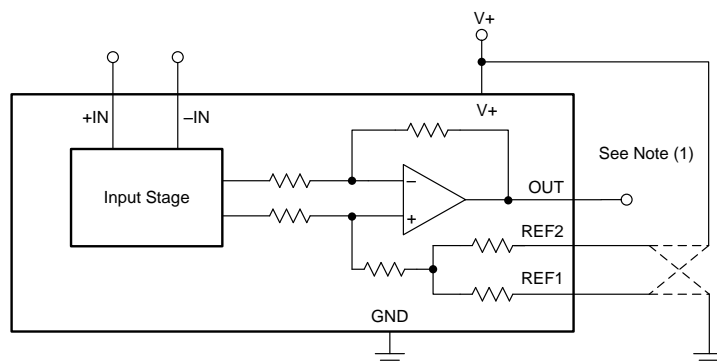 V+
+IN
–IN
V+
See Note (1)
Input Stage
–
+
OUT
REF2
REF1
GND